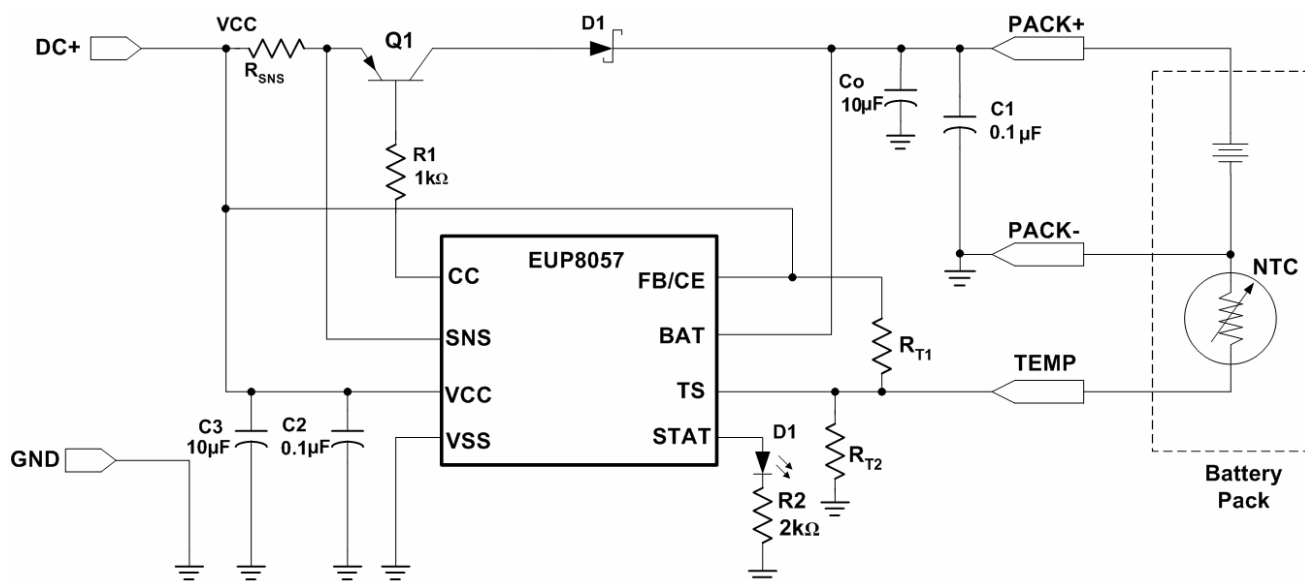 VCC
D1
PACK+
DC+
Q1
RSNS
Co
10µF
C1
0.1µF
R1
1kΩ
PACK-
EUP8057
NTC
CC
FB/CE
SNS
BAT
RT1
TEMP
VCC
TS
C3
10µF
C2
0.1µF
VSS
STAT
D1
RT2
GND
R2
2kΩ
Battery
Pack